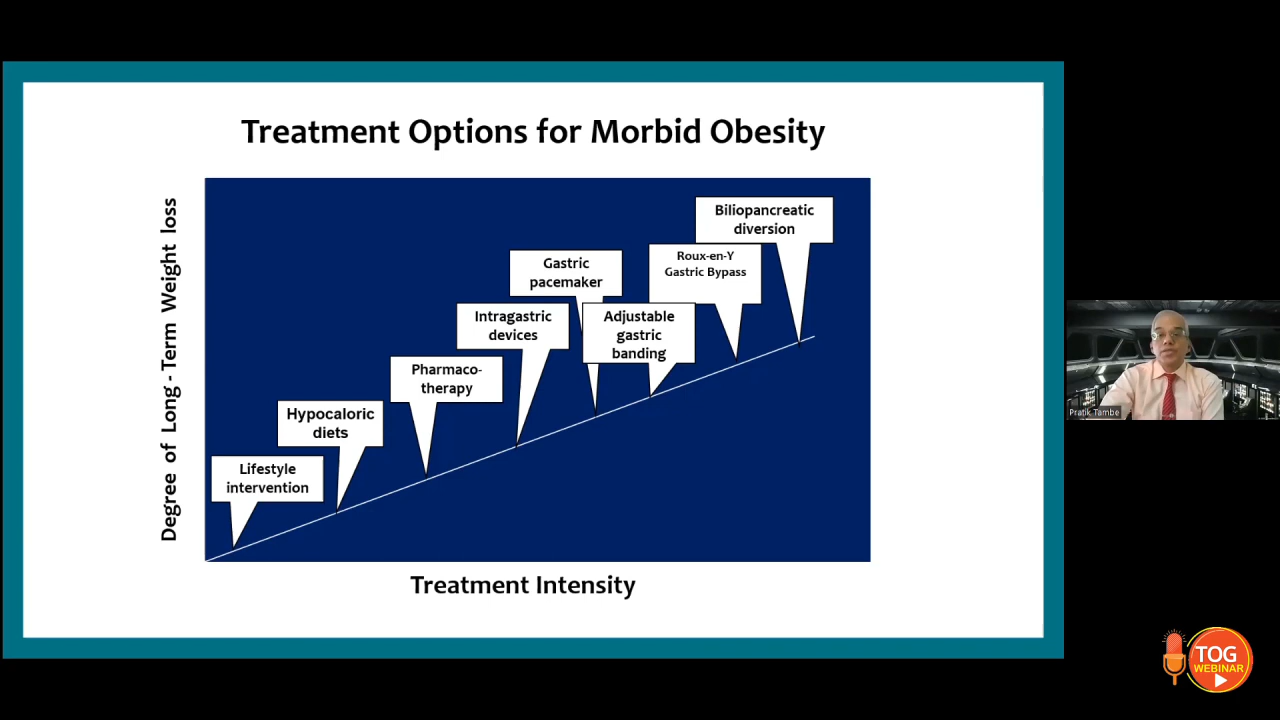 Treatment Options for Morbid Obesity
Degree of Long - Term Weight loss
Biliopancreatic
diversion
Roux-en-Y
Gastric Bypass
Gastric
pacemaker
Adjustable
gastric
banding
Intragastric
devices
Pharmaco-
therapy
Hypocaloric
diets
Lifestyle
intervention
Treatment Intensity
Pratik Tambe
TOG
WEBINAR